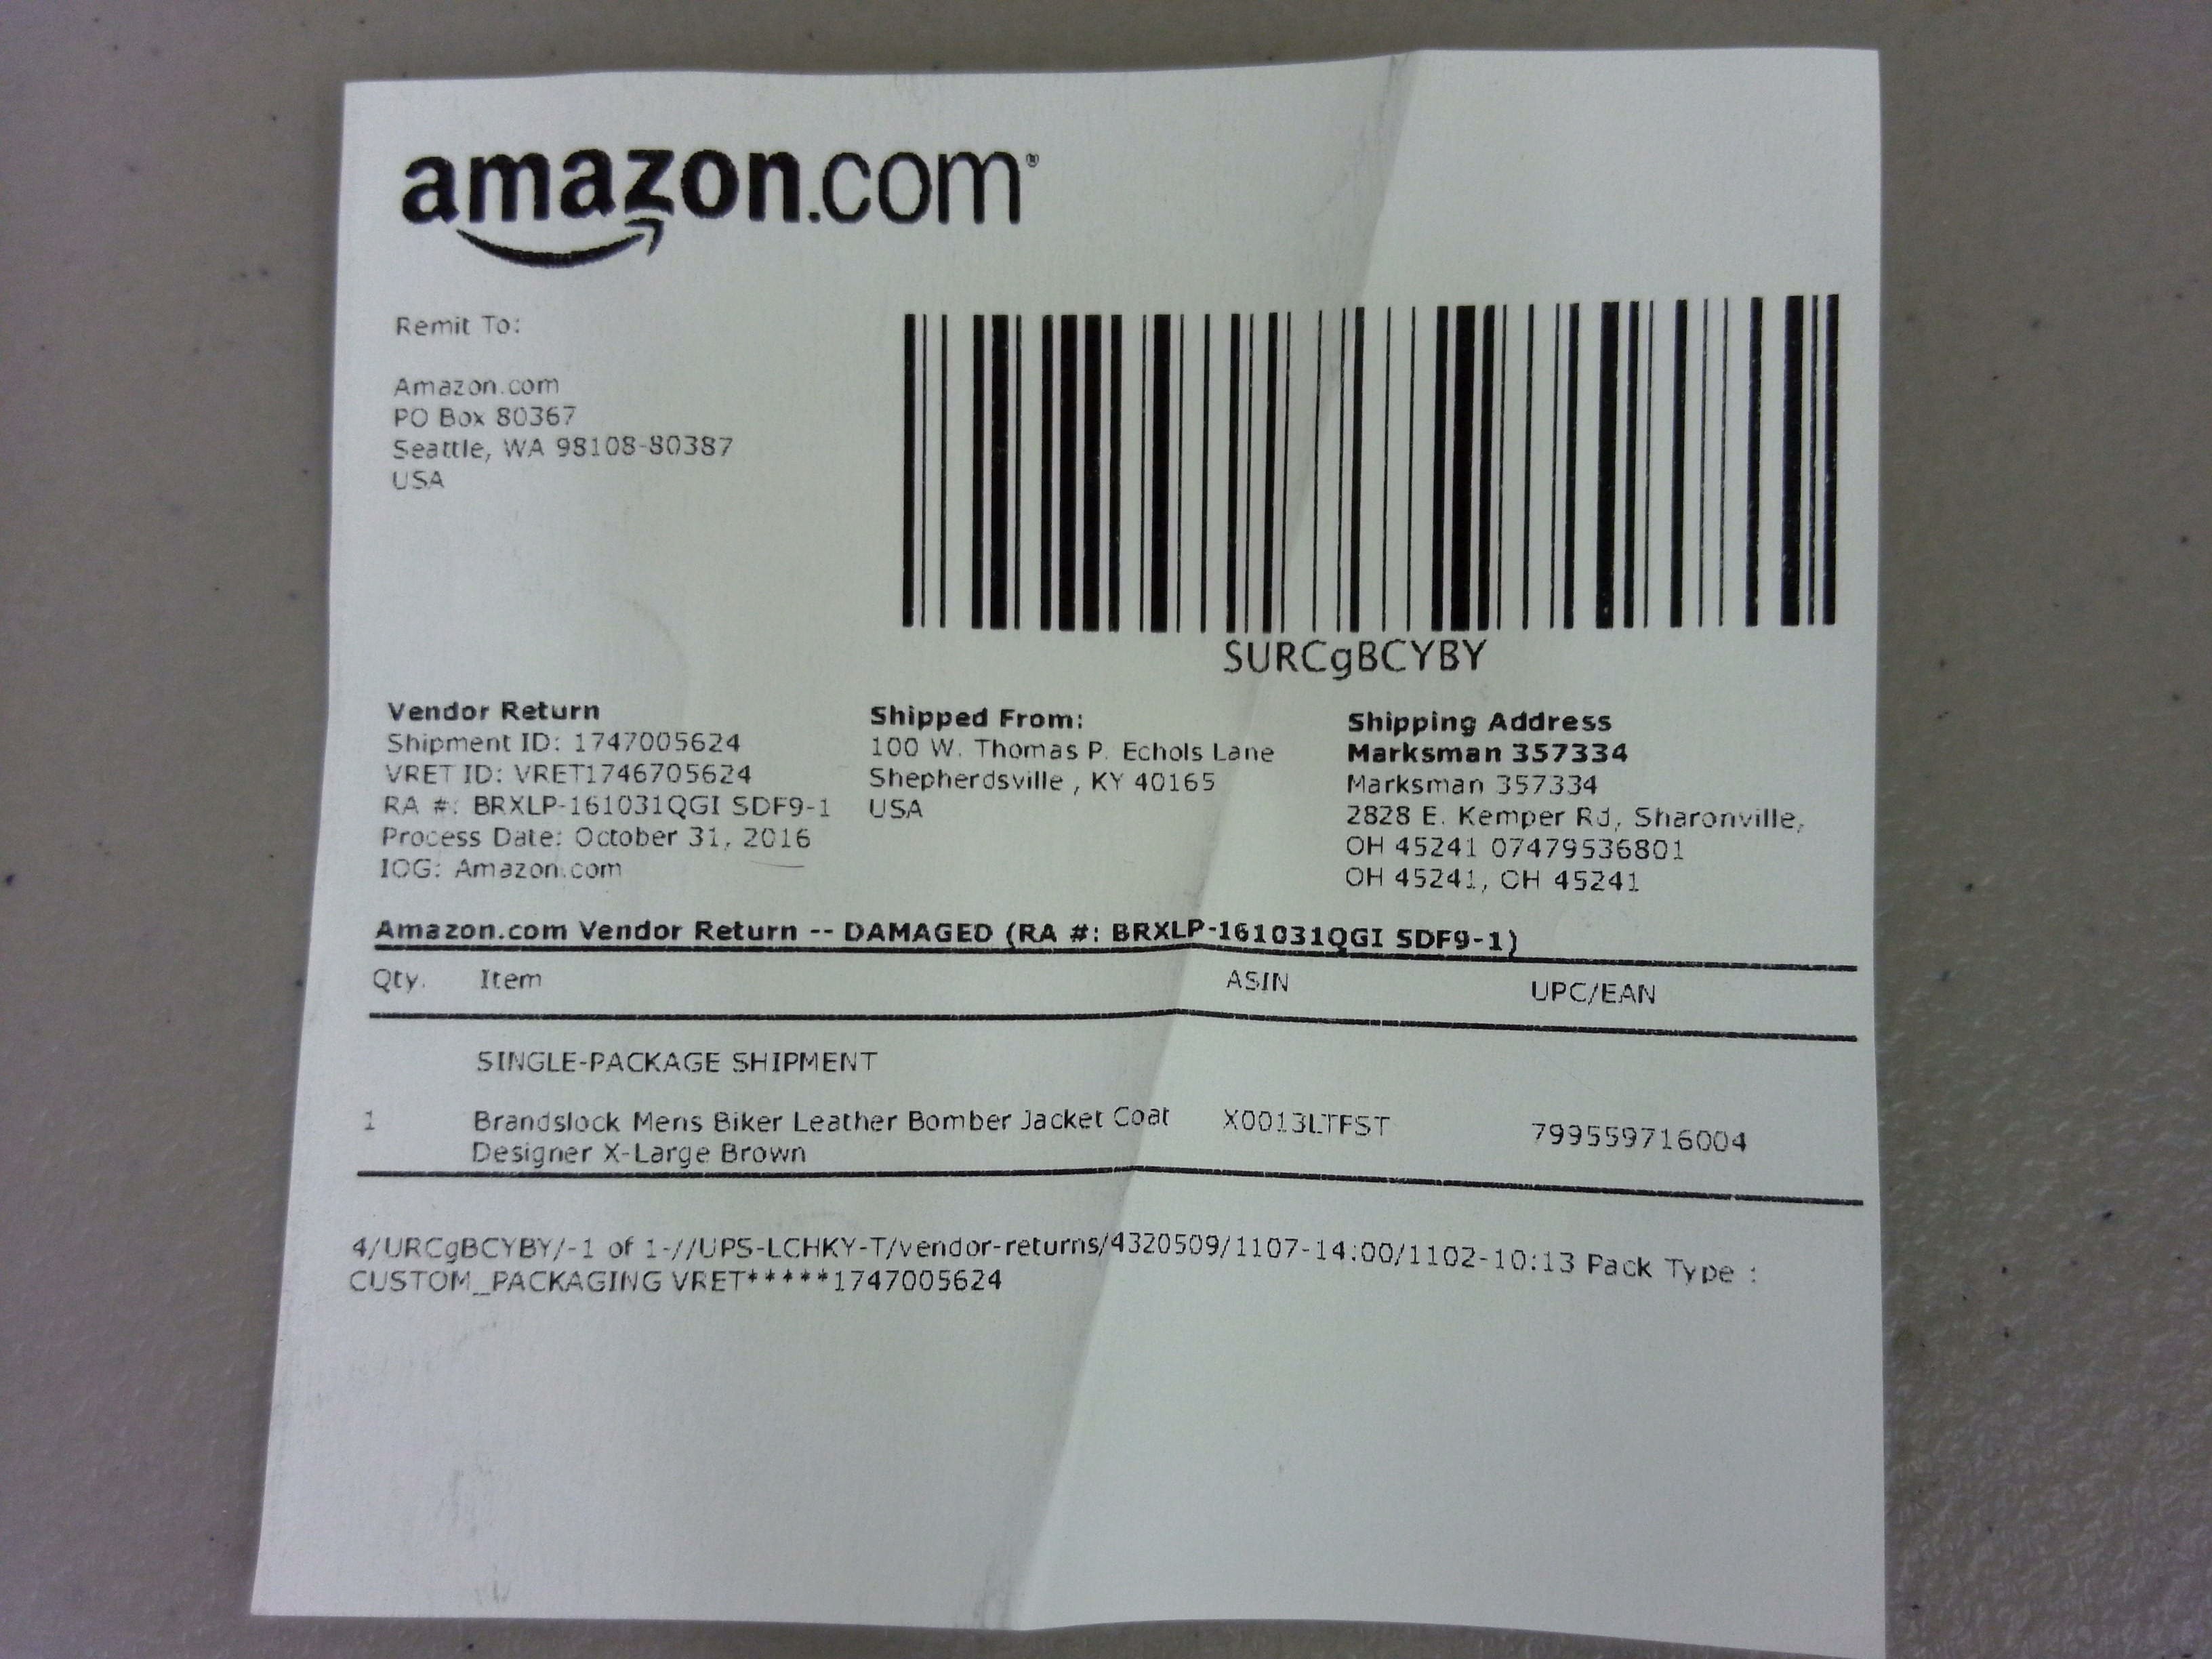 amazon.com®
Remit To:
Amazon.com
PO Box 80367
Seattle, WA 98108-80387
USA
SURCgBCYBY
Vendor Return
Shipment ID: 1747005624
VRET ID: VRET1746705624
RA #: BRXLP-161031QGI SDF9-1
Process Date: October 31, 2016
IOG: Amazon.com
Shipped From:
100 W. Thomas P. Echols Lane
Shepherdsville , KY 40165
USA
Shipping Address
Marksman 357334
Marksman 357334
2828 E. Kemper Rd, Sharonville,
OH 45241 07479536801
OH 45241, OH 45241
Amazon.com Vendor Return -- DAMAGED (RA #: BRXLP-161031QGI SDF9-1)
Qty. Item ASIN UPC/EAN
SINGLE-PACKAGE SHIPMENT
1 Brandslock Mens Biker Leather Bomber Jacket Coat X0013LTFST 799559716004
Designer X-Large Brown
4/URCgBCYBY/-1 of 1-//UPS-LCHKY-T/vendor-returns/4320509/1107-14:00/1102-10:13 Pack Type :
CUSTOM_PACKAGING VRET*****1747005624